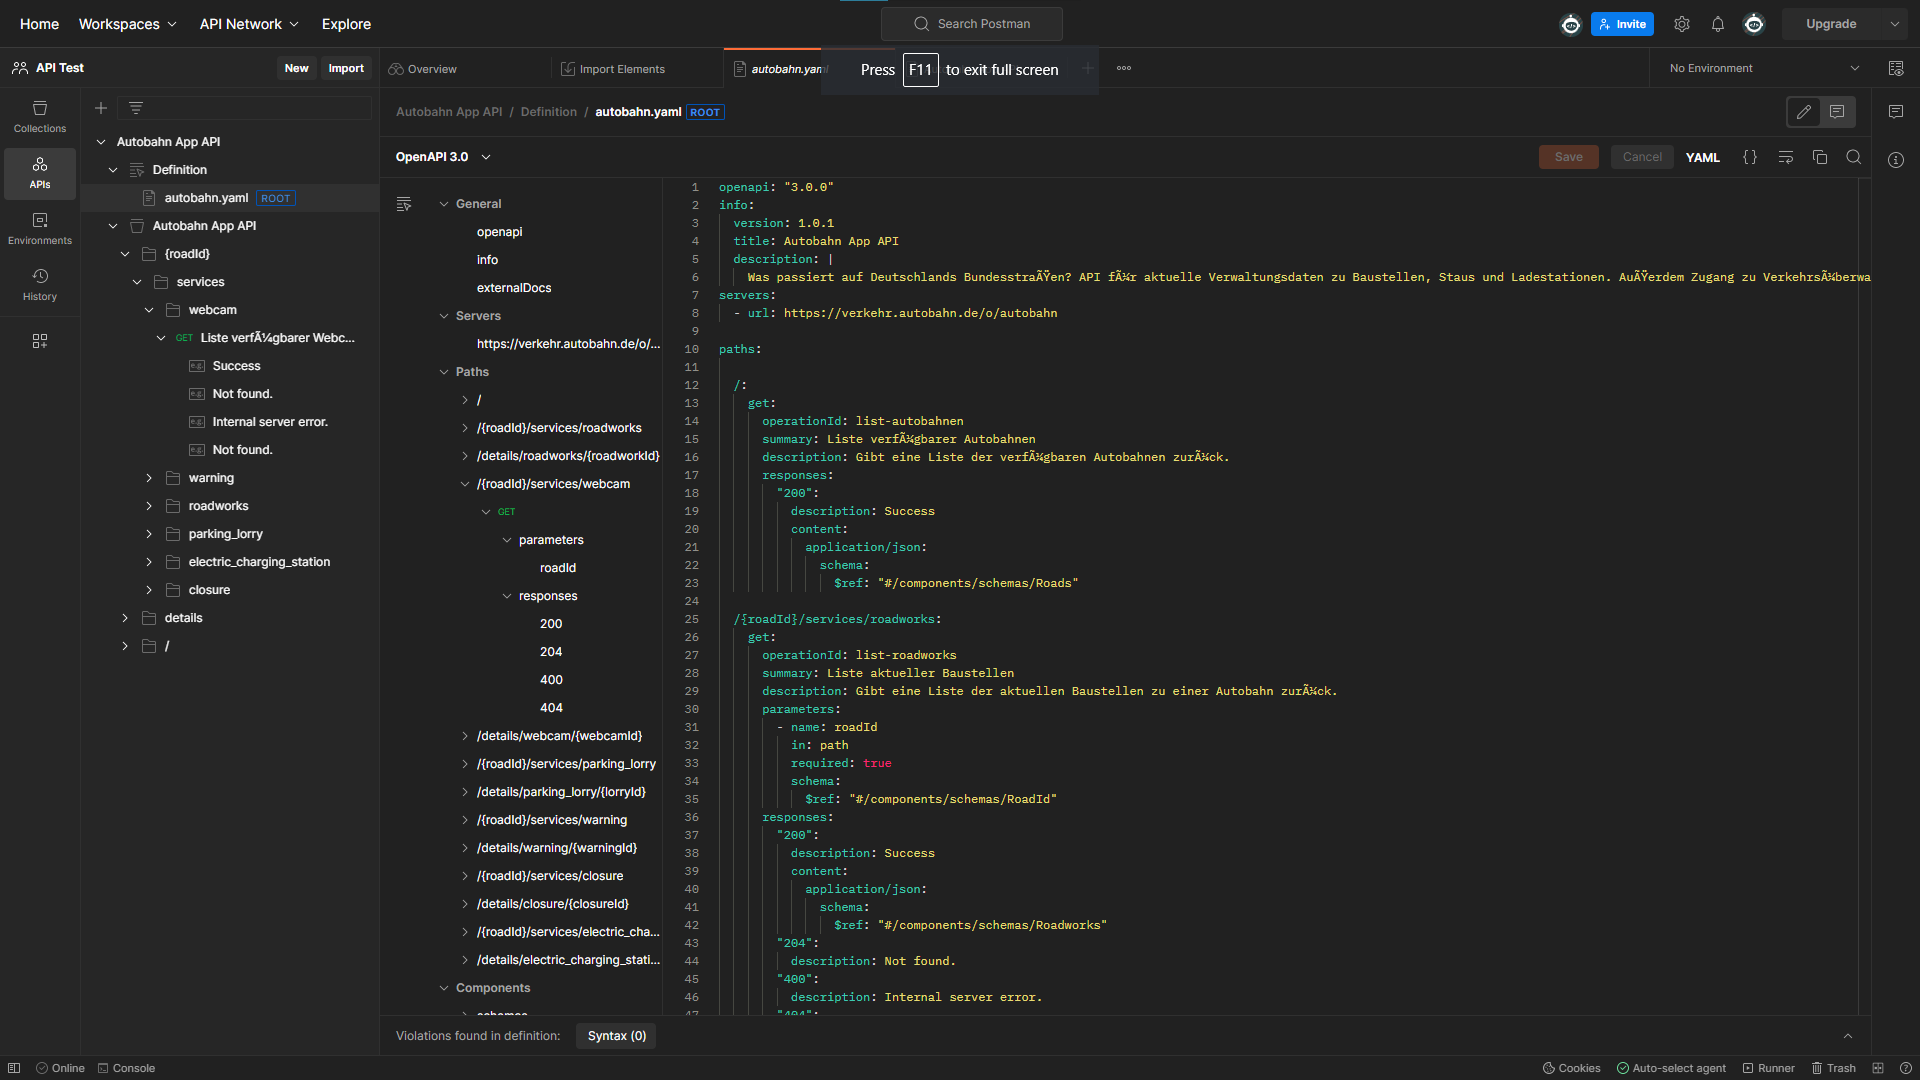 Home Workspaces API Network Explore
Search Postman
Invite Upgrade
API Test New Import
Overview Import Elements autobahn.yaml
Press F11 to exit full screen
No Environment
Collections
APIs
Environments
History
Autobahn App API
Definition
autobahn.yaml ROOT
Autobahn App API
{roadId}
services
webcam
GET Liste verfÃ¼gbarer Webc...
e.g. Success
e.g. Not found.
e.g. Internal server error.
e.g. Not found.
warning
roadworks
parking_lorry
electric_charging_station
closure
details
/
Autobahn App API / Definition / autobahn.yaml ROOT
OpenAPI 3.0
Save Cancel YAML {}
General
openapi
info
externalDocs
Servers
https://verkehr.autobahn.de/o/...
Paths
/
/{roadId}/services/roadworks
/details/roadworks/{roadworkId}
/{roadId}/services/webcam
GET
parameters
roadId
responses
200
204
400
404
/details/webcam/{webcamId}
/{roadId}/services/parking_lorry
/details/parking_lorry/{lorryId}
/{roadId}/services/warning
/details/warning/{warningId}
/{roadId}/services/closure
/details/closure/{closureId}
/{roadId}/services/electric_cha...
/details/electric_charging_stati...
Components
schemas
1 openapi: "3.0.0"
2 info:
3 version: 1.0.1
4 title: Autobahn App API
5 description: |
6 Was passiert auf Deutschlands BundesstraÃŸen? API fÃ¼r aktuelle Verwaltungsdaten zu Baustellen, Staus und Ladestationen. AuÃŸerdem Zugang zu VerkehrsÃ¼berwa
7 servers:
8 - url: https://verkehr.autobahn.de/o/autobahn
9
10 paths:
11
12 /:
13 get:
14 operationId: list-autobahnen
15 summary: Liste verfÃ¼gbarer Autobahnen
16 description: Gibt eine Liste der verfÃ¼gbaren Autobahnen zurÃ¼ck.
17 responses:
18 "200":
19 description: Success
20 content:
21 application/json:
22 schema:
23 $ref: "#/components/schemas/Roads"
24
25 /{roadId}/services/roadworks:
26 get:
27 operationId: list-roadworks
28 summary: Liste aktueller Baustellen
29 description: Gibt eine Liste der aktuellen Baustellen zu einer Autobahn zurÃ¼ck.
30 parameters:
31 - name: roadId
32 in: path
33 required: true
34 schema:
35 $ref: "#/components/schemas/RoadId"
36 responses:
37 "200":
38 description: Success
39 content:
40 application/json:
41 schema:
42 $ref: "#/components/schemas/Roadworks"
43 "204":
44 description: Not found.
45 "400":
46 description: Internal server error.
47 "404":
Violations found in definition: Syntax (0)
Online Console
Cookies Auto-select agent Runner Trash